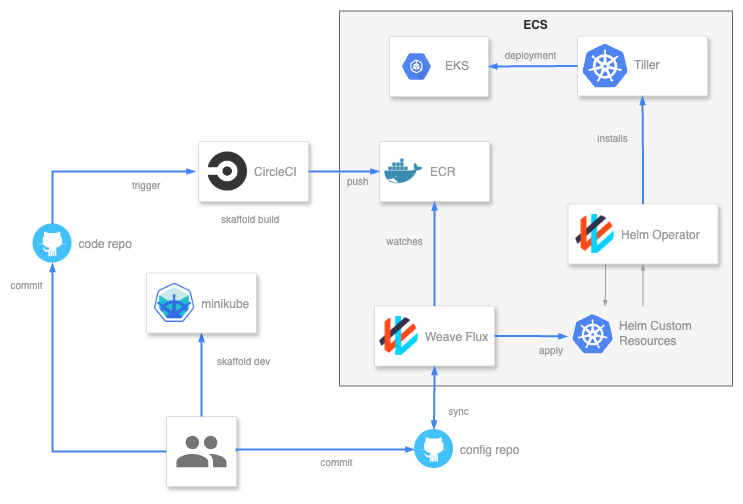 ECS
EKS
deployment
Tiller
installs
CircleCI
push
ECR
trigger
skaffold build
watches
Helm Operator
code repo
commit
minikube
Weave Flux
apply
Helm Custom
Resources
skaffold dev
sync
commit
config repo